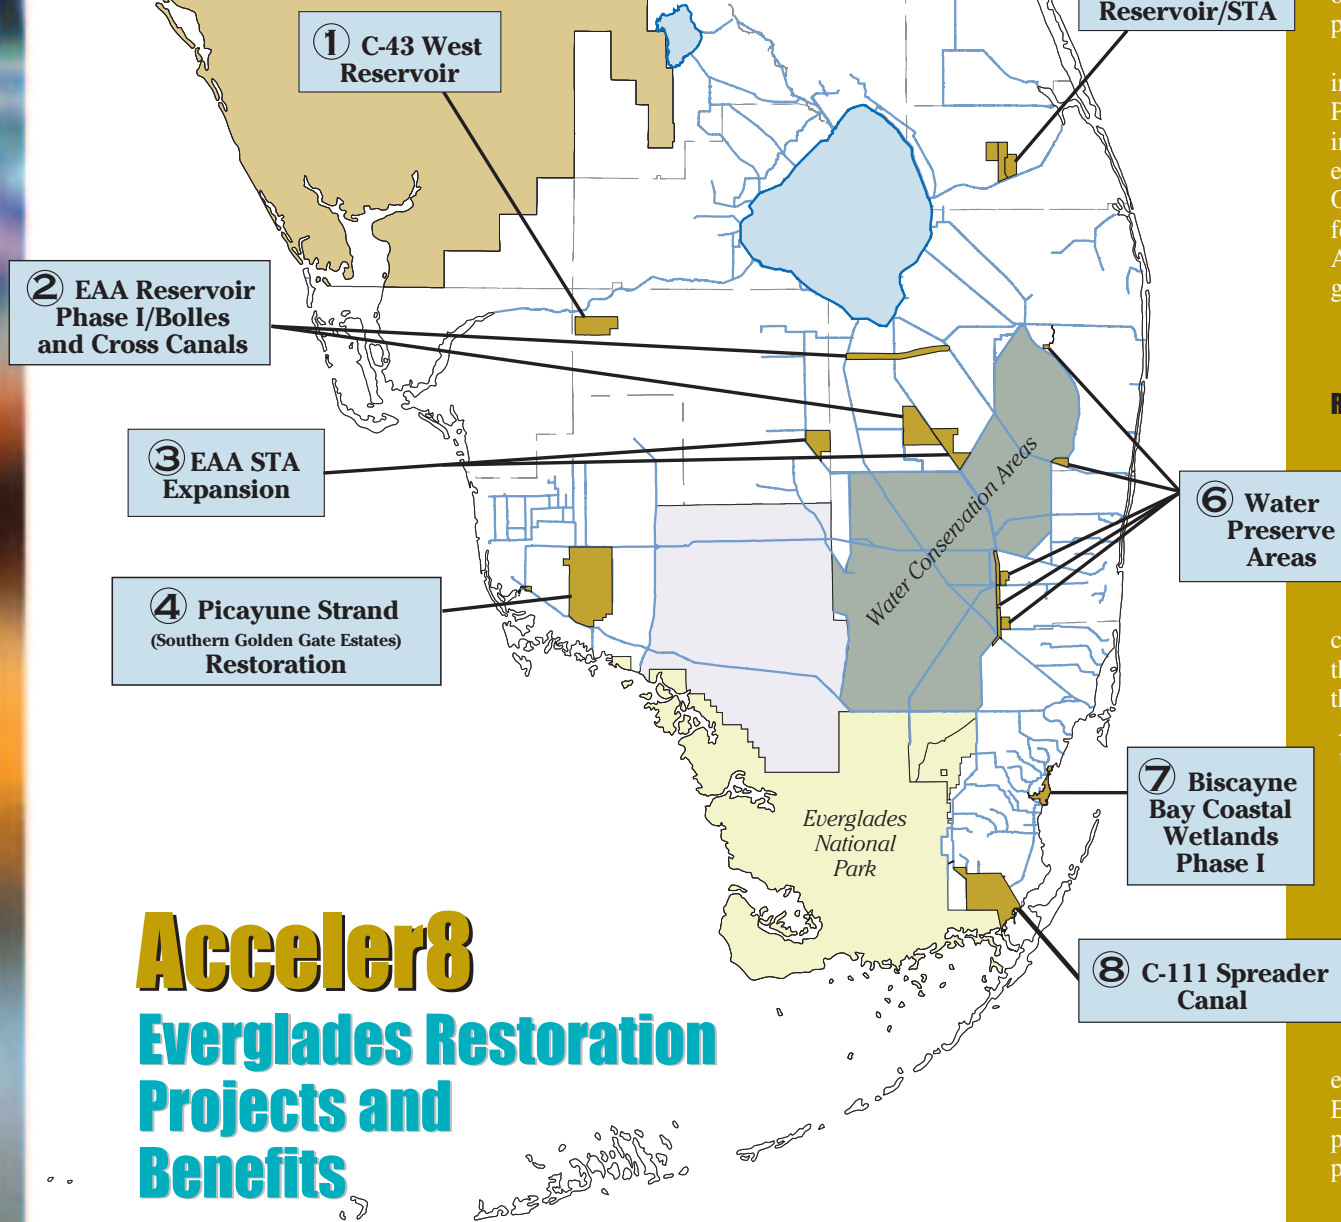 Reservoir/STA
① C-43 West
Reservoir
② EAA Reservoir
Phase I/Bolles
and Cross Canals
③ EAA STA
Expansion
④ Picayune Strand
(Southern Golden Gate Estates)
Restoration
Water Conservation Areas
⑥ Water
Preserve
Areas
Everglades
National
Park
⑦ Biscayne
Bay Coastal
Wetlands
Phase I
⑧ C-111 Spreader
Canal
Acceler8
Everglades Restoration
Projects and
Benefits